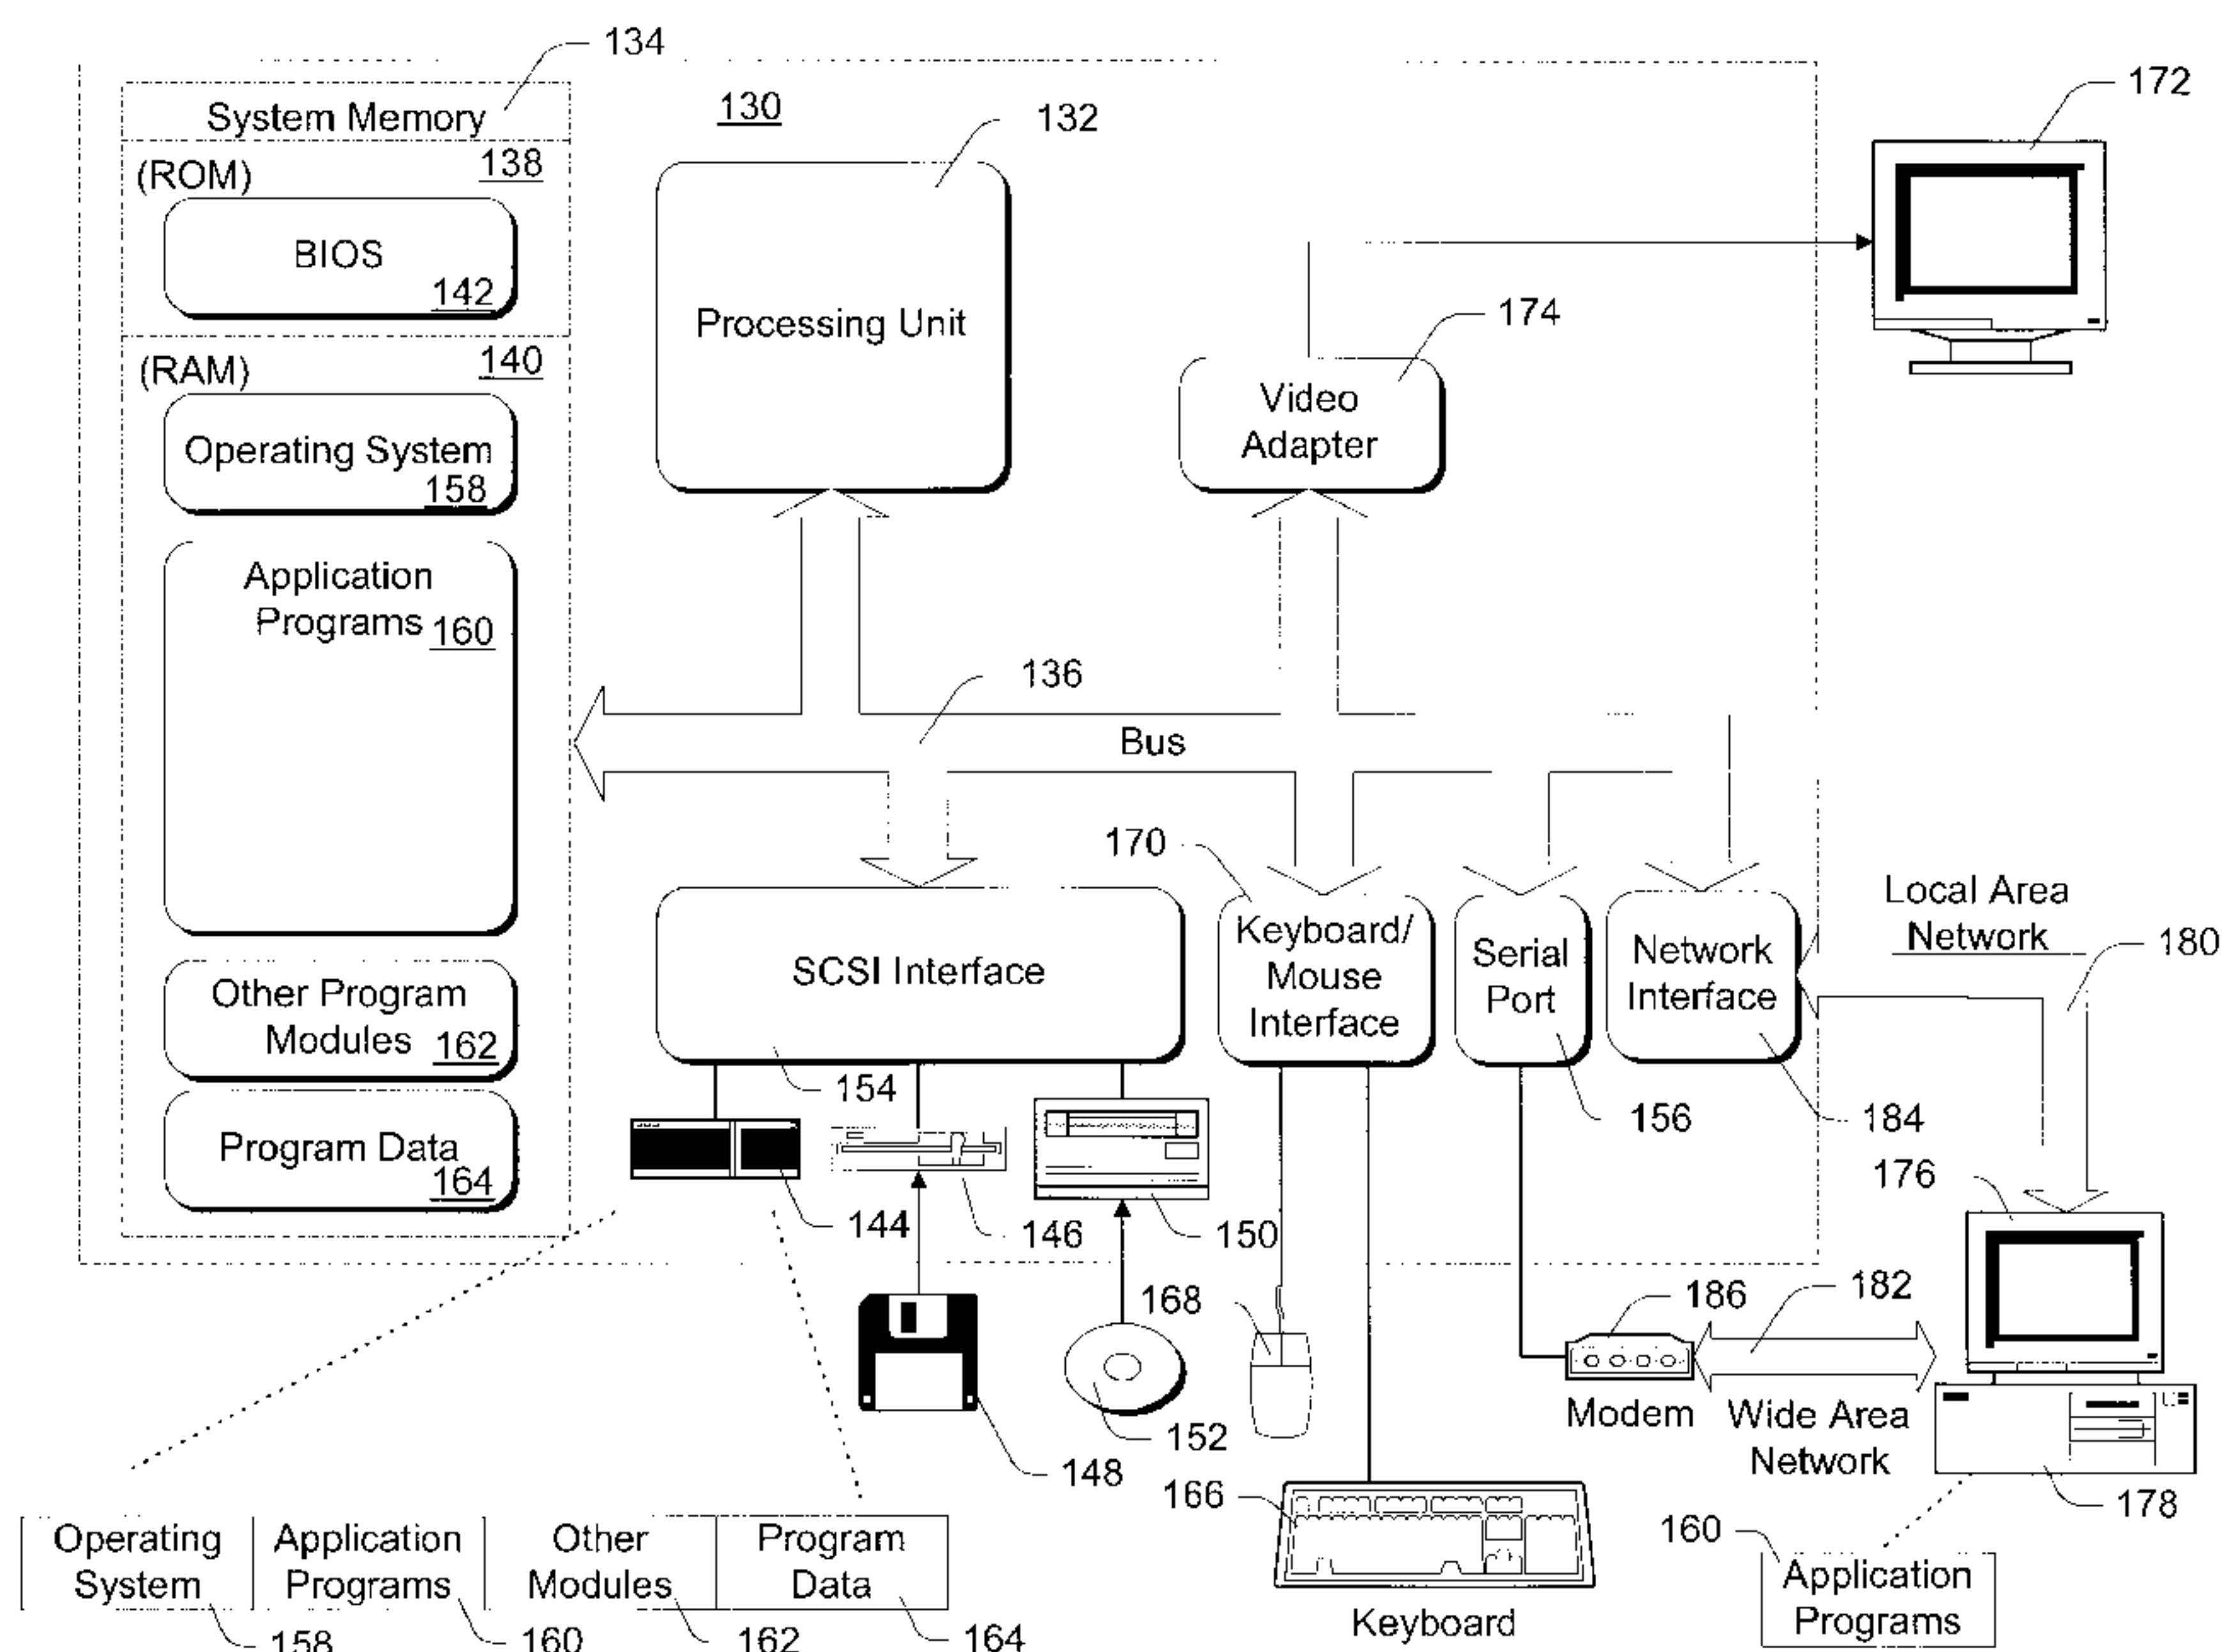 134
System Memory
130
132
172
(ROM)
138
BIOS
142
Processing Unit
174
(RAM)
140
Video
Adapter
Operating System
158
Application
Programs 160
136
Bus
170
Local Area
Network
180
Keyboard/
Mouse
Interface
SCSI Interface
Serial
Port
Network
Interface
Other Program
Modules 162
154
156
184
Program Data
164
144
146
150
176
168
186
182
Modem
Wide Area
Network
152
148
166
178
160
Operating
System
Application
Programs
Other
Modules
Program
Data
Application
Programs
158
160
162
164
Keyboard